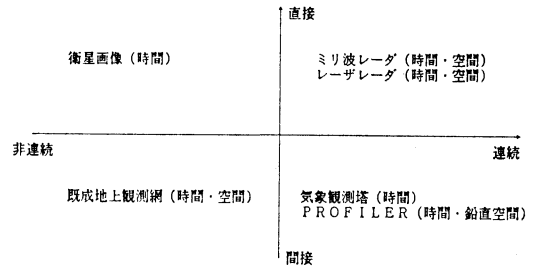 直接
衛星画像（時間）
ミリ波レーダ（時間・空間）
レーザレーダ（時間・空間）
非連続
連続
既成地上観測網（時間・空間）
気象観測塔（時間）
ＰＲＯＦＩＬＥＲ（時間・鉛直空間）
間接